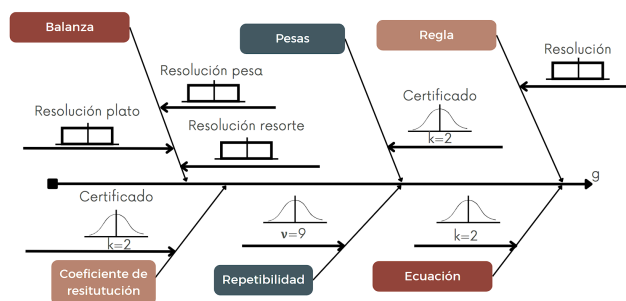 Balanza
Pesas
Regla
Resolución
Resolución pesa
Resolución plato
Resolución resorte
Certificado
k=2
g
Certificado
k=2
ν=9
k=2
Coeficiente de
resitutución
Repetibilidad
Ecuación